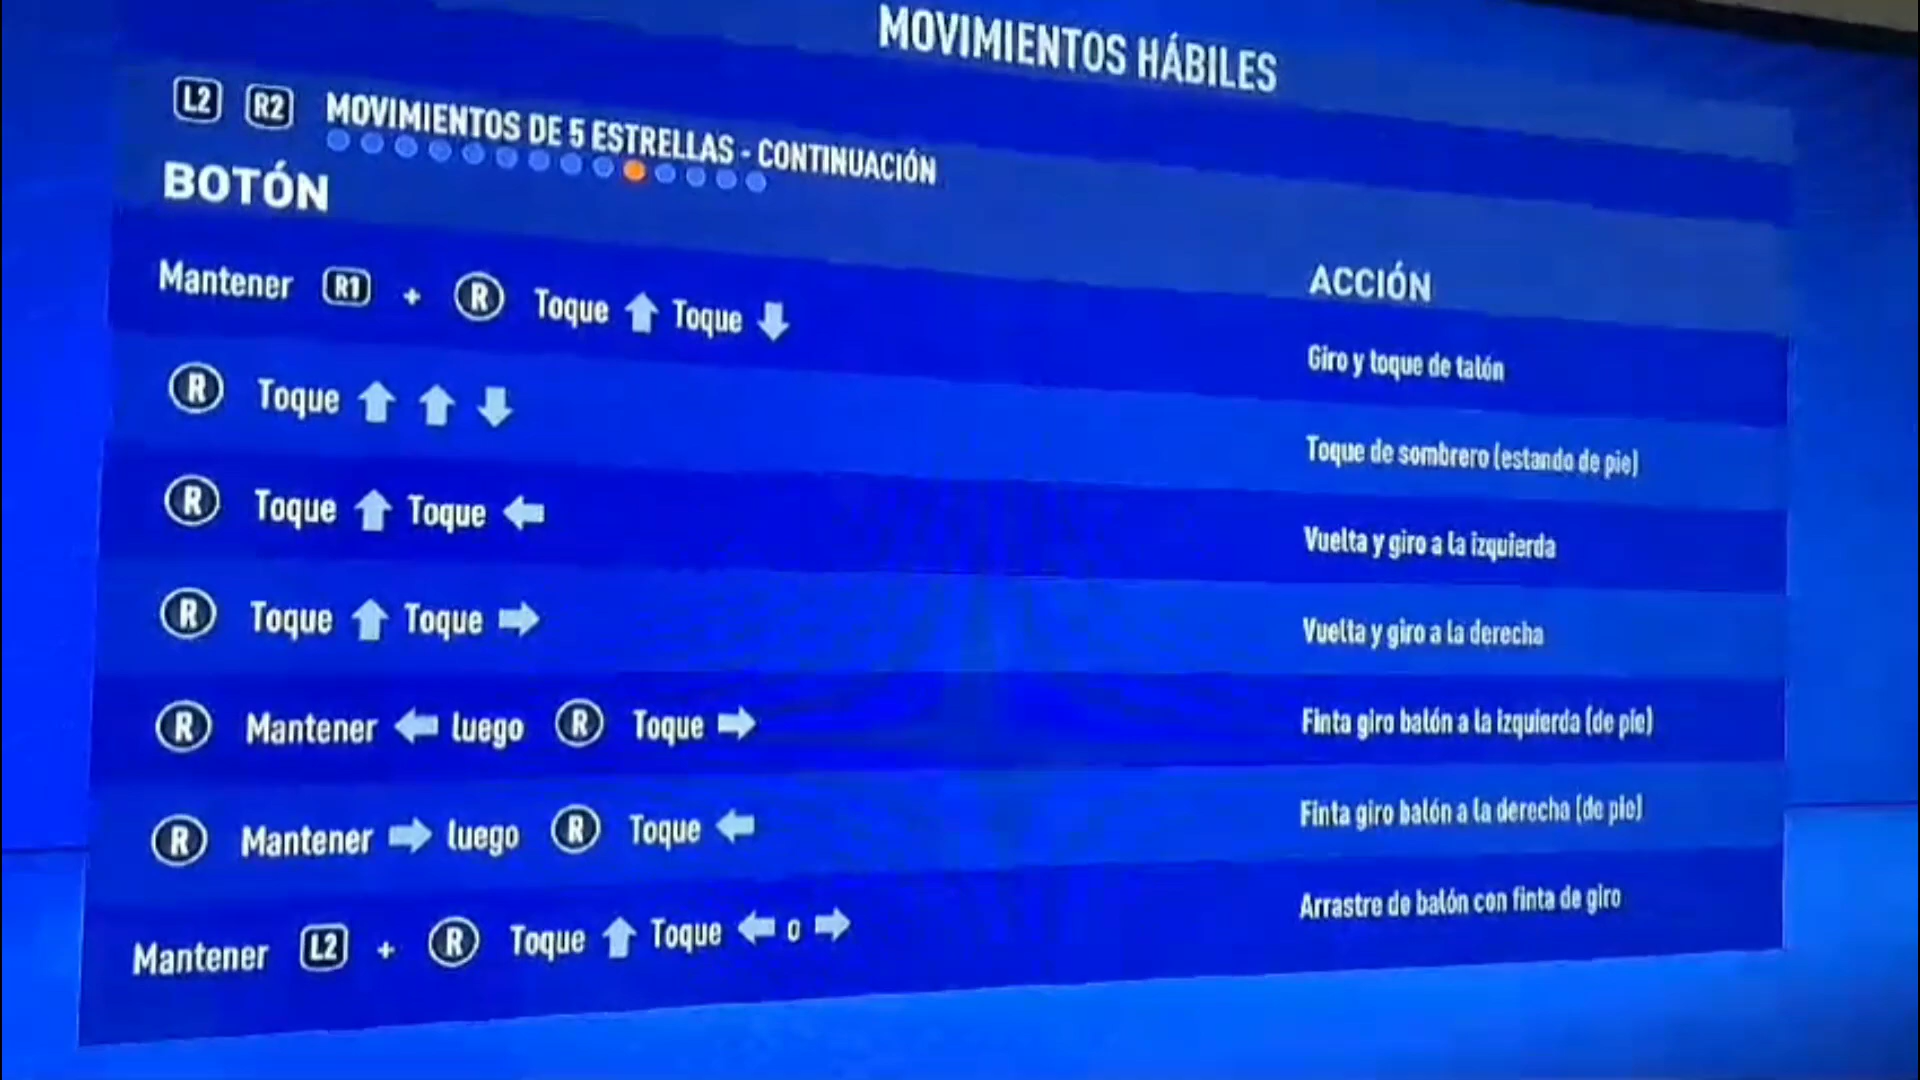 MOVIMIENTOS HÁBILES
L2 R2 MOVIMIENTOS DE 5 ESTRELLAS - CONTINUACIÓN
BOTÓN ACCIÓN
Mantener R1 + R Toque ⬆ Toque ⬇ Giro y toque de talón
R Toque ⬆ ⬆ ⬇ Toque de sombrero (estando de pie)
R Toque ⬆ Toque ⬅ Vuelta y giro a la izquierda
R Toque ⬆ Toque ➡ Vuelta y giro a la derecha
R Mantener ⬅ luego R Toque ➡ Finta giro balón a la izquierda (de pie)
R Mantener ➡ luego R Toque ⬅ Finta giro balón a la derecha (de pie)
Mantener L2 + R Toque ⬆ Toque ⬅ o ➡ Arrastre de balón con finta de giro